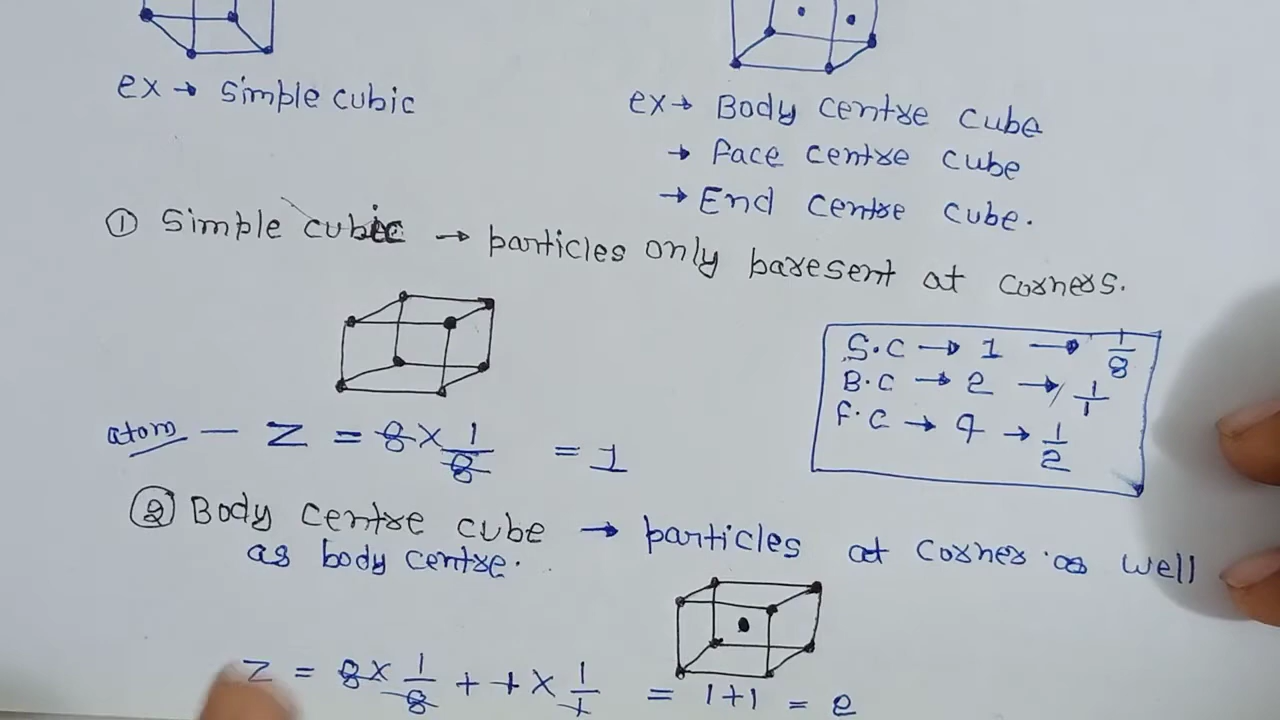 ex → Simple cubic
ex → Body centre cube
→ Face centre cube
→ End centre cube.
① Simple cubic → particles only baresent at corners.
S.C → 1 → 1/8
B.C → 2 → 1/1
F.C → 4 → 1/2
atom - Z = 8 × 1/8 = 1
② Body centre cube → particles at corner as well
as body centre.
Z = 8 × 1/8 + 1 × 1/1 = 1+1 = 2